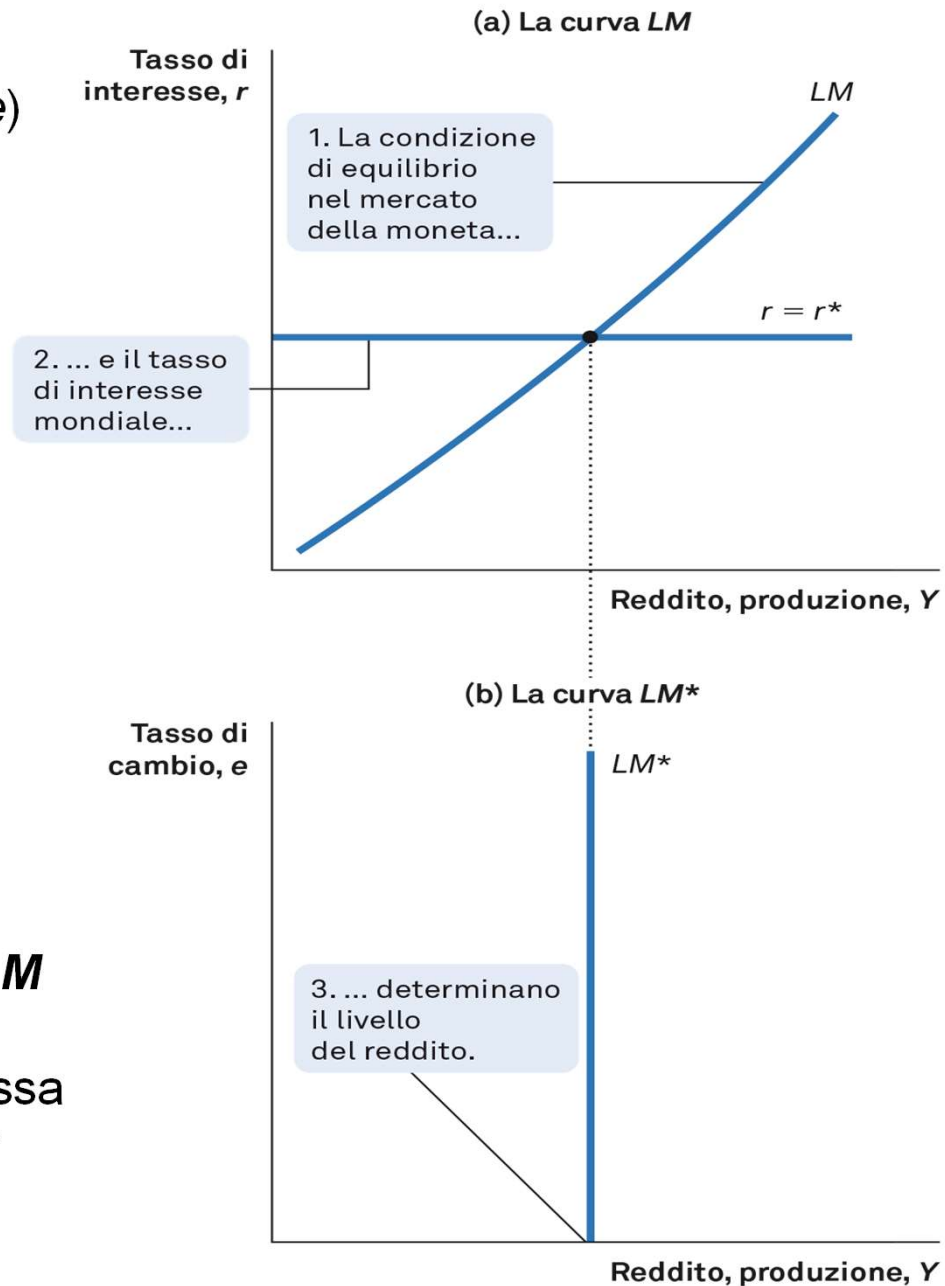 (a) La curva LM
Tasso di
interesse, r
e)
LM
1. La condizione
di equilibrio
nel mercato
della moneta...
r = r*
2. ... e il tasso
di interesse
mondiale...
Reddito, produzione, Y
(b) La curva LM*
Tasso di
cambio, e
LM*
M
3. ... determinano
il livello
del reddito.
ssa
Reddito, produzione, Y